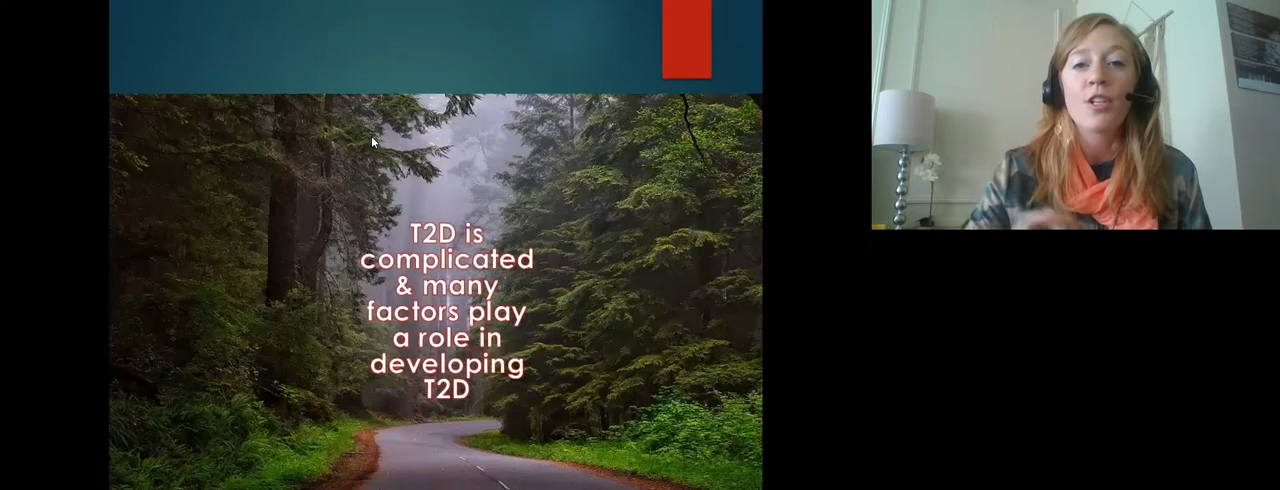 T2D is
complicated
& many
factors play
a role in
developing
T2D